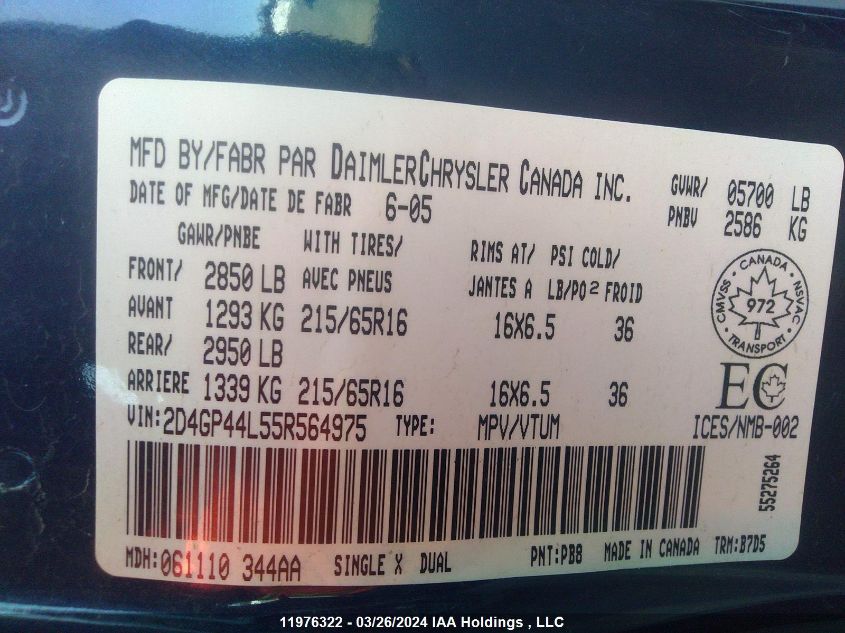 MFD BY/FABR PAR DAIMLERCHRYSLER CANADA INC.
DATE OF MFG/DATE DE FABR 6-05
GVWR/ 05700 LB
PNBV 2586 KG
GAWR/PNBE WITH TIRES/ RIMS AT/ PSI COLD/
FRONT/ 2850 LB AVEC PNEUS JANTES A LB/PO² FROID
AVANT 1293 KG 215/65R16 16X6.5 36
REAR/ 2950 LB
ARRIERE 1339 KG 215/65R16 16X6.5 36
CANADA
CMVSS 972 NSVAC
TRANSPORT
EC
VIN:2D4GP44L55R564975 TYPE: MPV/VTUM ICES/NMB-002
55275264
MDH:061110 344AA SINGLE X DUAL PNT:PB8 MADE IN CANADA TRM:B7D5
11976322 - 03/26/2024 IAA Holdings , LLC